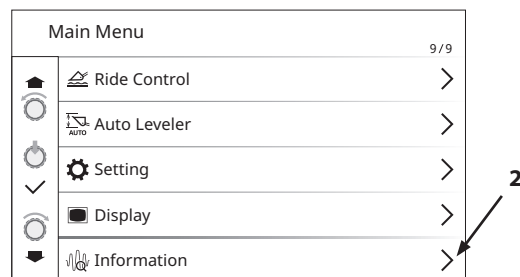 Main Menu
9/9
Ride Control
AUTO Auto Leveler
Setting
Display
Information
2